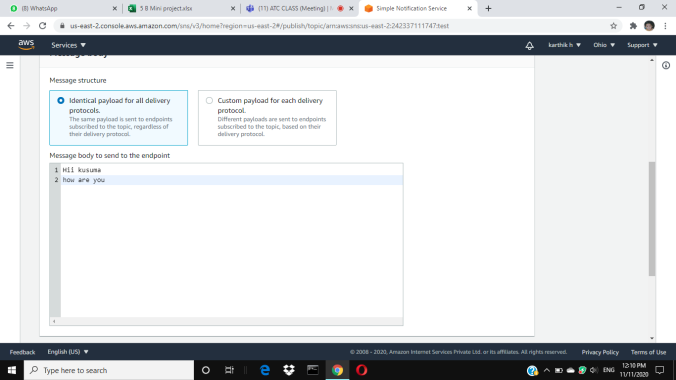 (8) WhatsApp
5 B Mini project.xlsx
(11) ATC CLASS (Meeting) |
Simple Notification Service
us-east-2.console.aws.amazon.com/sns/v3/home?region=us-east-2#/publish/topic/arn:aws:sns:us-east-2:242337111747:test
aws
Services
karthik h
Ohio
Support
Message body
Message structure
Identical payload for all delivery
protocols.
The same payload is sent to endpoints
subscribed to the topic, regardless of
their delivery protocol.
Custom payload for each delivery
protocol.
Different payloads are sent to endpoints
subscribed to the topic, based on their
delivery protocol.
Message body to send to the endpoint
1 Hii kusuma
2 how are you
Feedback
English (US)
© 2008 - 2020, Amazon Internet Services Private Ltd. or its affiliates. All rights reserved.
Privacy Policy
Terms of Use
Type here to search
ENG
12:10 PM
11/11/2020